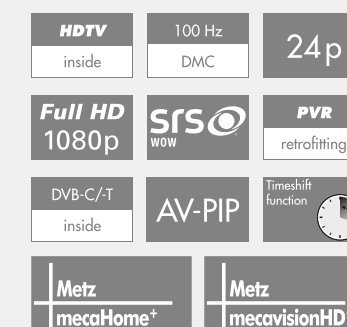 HDTV
inside
100 Hz
DMC
24p
Full HD
1080p
SRS
WOW
PVR
retrofitting
DVB-C/-T
inside
AV-PIP
Timeshift
function
Metz
mecaHome+
Metz
mecavisionHD